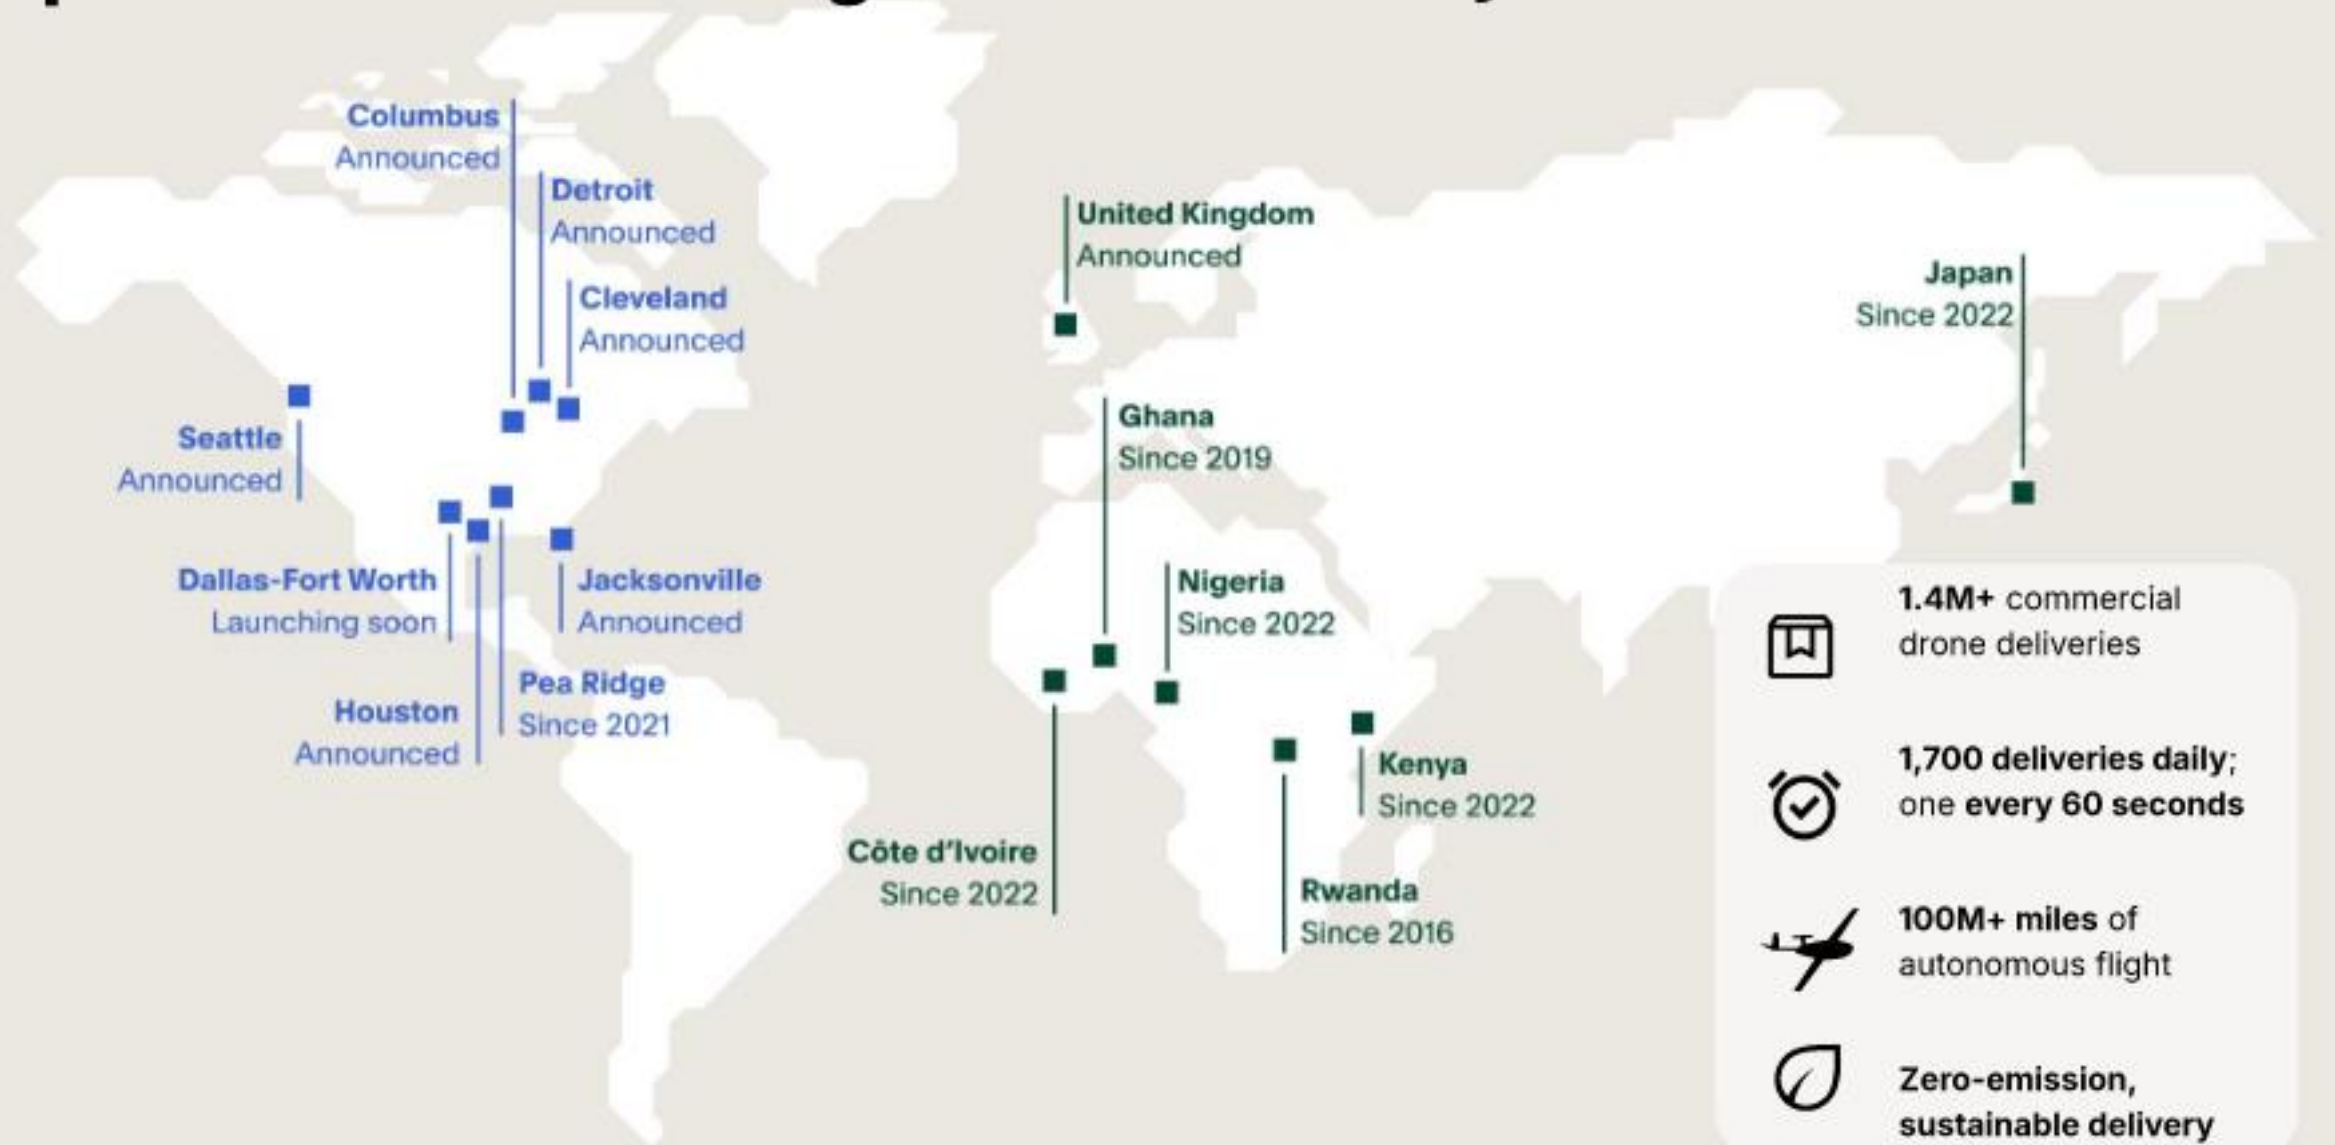 Columbus
Announced
Detroit
Announced
Cleveland
Announced
United Kingdom
Announced
Japan
Since 2022
Seattle
Announced
Ghana
Since 2019
Dallas-Fort Worth
Launching soon
Jacksonville
Announced
Nigeria
Since 2022
Houston
Announced
Pea Ridge
Since 2021
Kenya
Since 2022
Côte d’Ivoire
Since 2022
Rwanda
Since 2016
1.4M+ commercial
drone deliveries
1,700 deliveries daily;
one every 60 seconds
100M+ miles of
autonomous flight
Zero-emission,
sustainable delivery